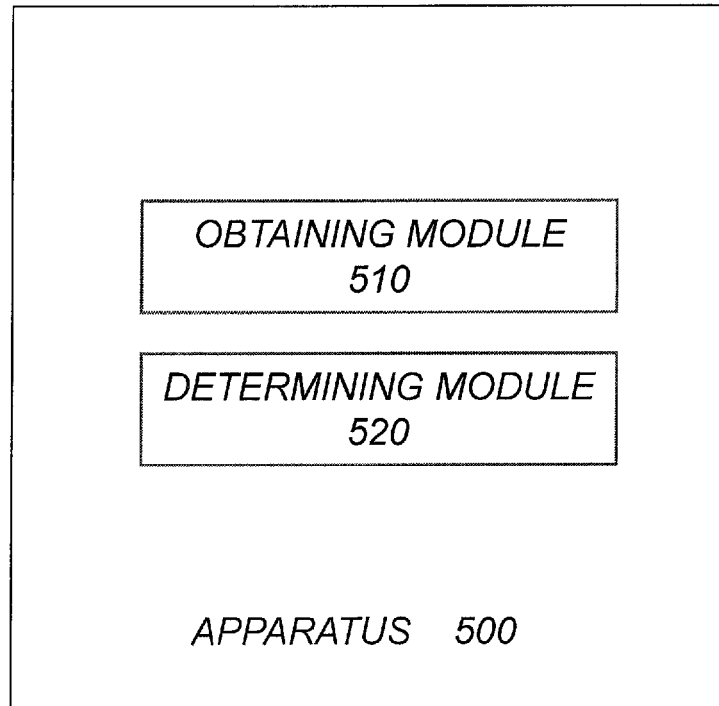 OBTAINING MODULE
510
DETERMINING MODULE
520
APPARATUS 500